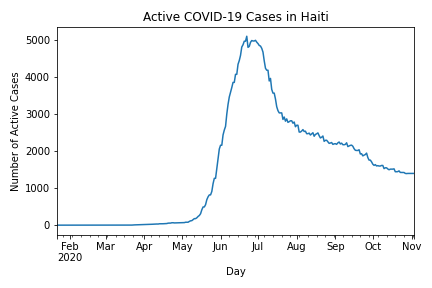 Active COVID-19 Cases in Haiti
Number of Active Cases
5000
4000
3000
2000
1000
0
Feb Mar Apr May Jun Jul Aug Sep Oct Nov
2020
Day